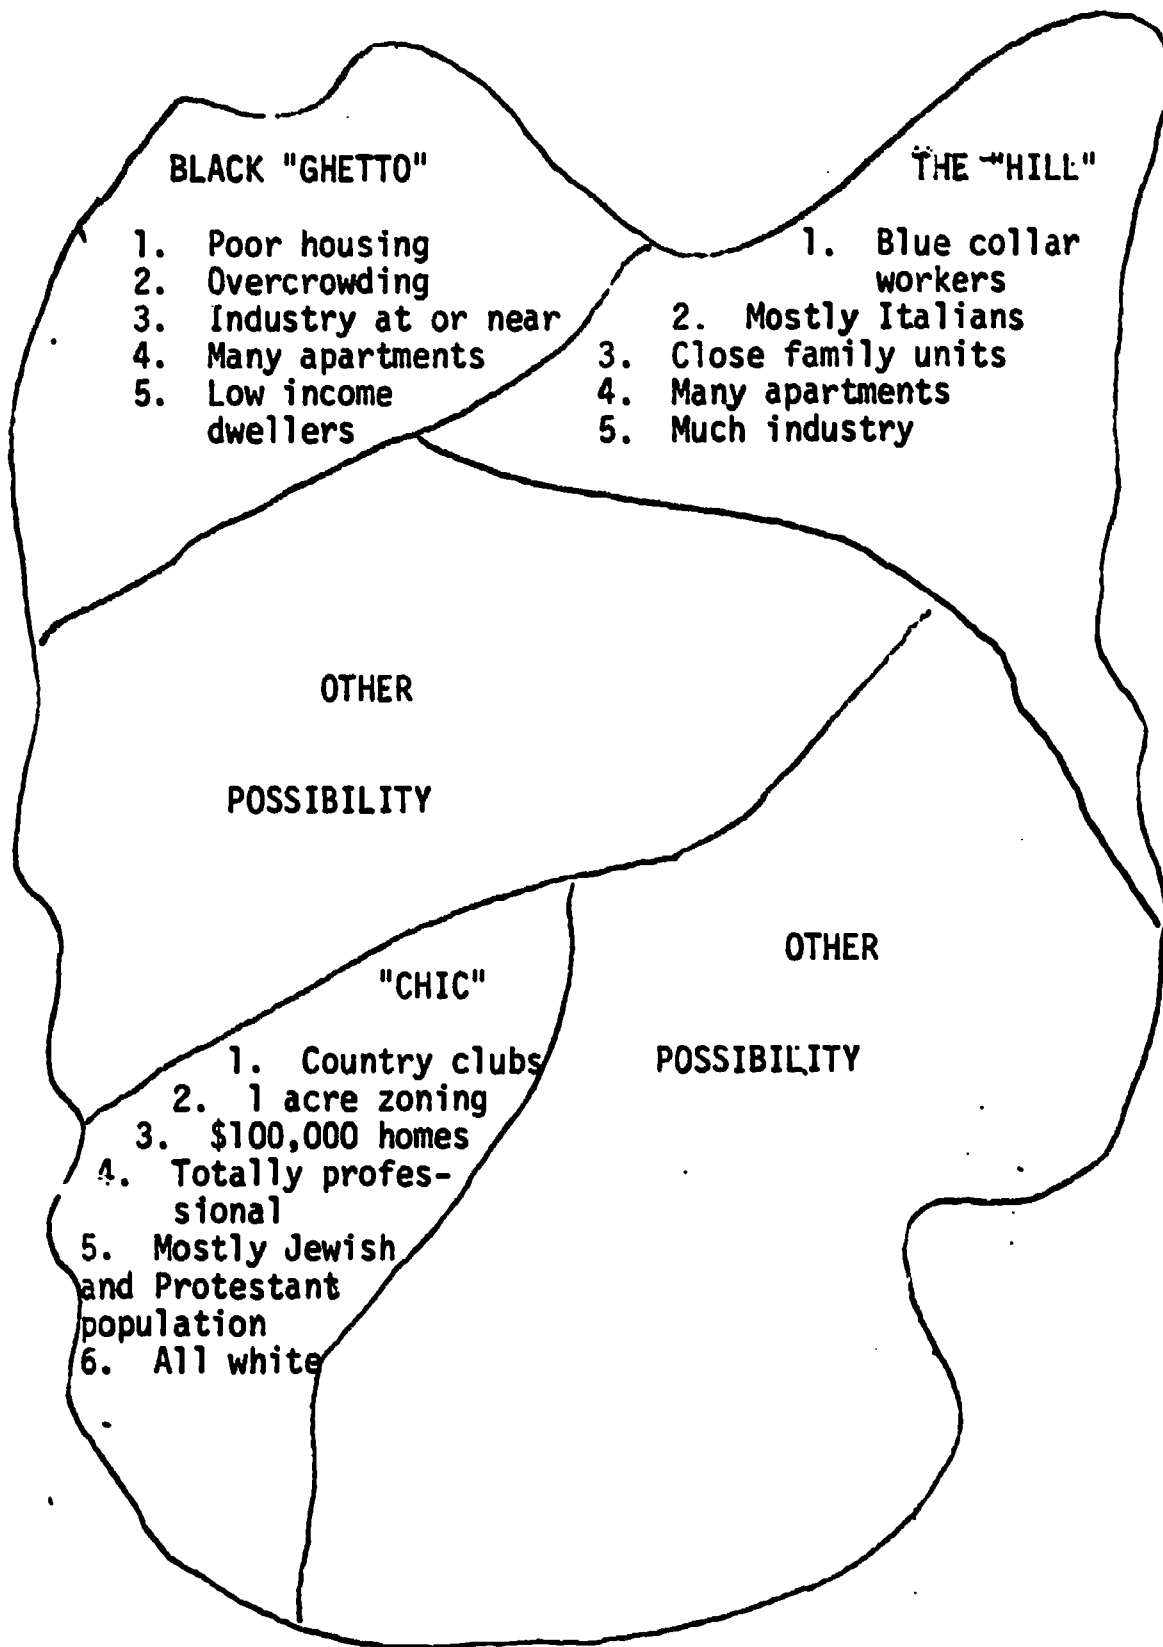 BLACK "GHETTO"
1. Poor housing
2. Overcrowding
3. Industry at or near
4. Many apartments
5. Low income
dwellers
THE "HILL"
1. Blue collar
workers
2. Mostly Italians
3. Close family units
4. Many apartments
5. Much industry
OTHER
POSSIBILITY
"CHIC"
1. Country clubs
2. 1 acre zoning
3. $100,000 homes
4. Totally profes-
sional
5. Mostly Jewish
and Protestant
population
6. All white
OTHER
POSSIBILITY